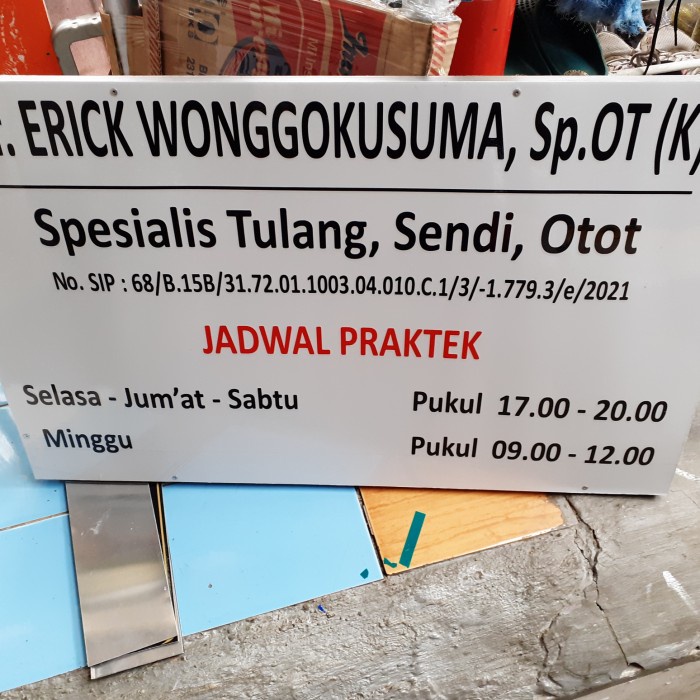 . ERICK WONGGOKUSUMA, Sp.OT (K)
Spesialis Tulang, Sendi, Otot
No. SIP : 68/B.15B/31.72.01.1003.04.010.C.1/3/-1.779.3/e/2021
JADWAL PRAKTEK
Selasa - Jum'at - Sabtu Pukul 17.00 - 20.00
Minggu Pukul 09.00 - 12.00